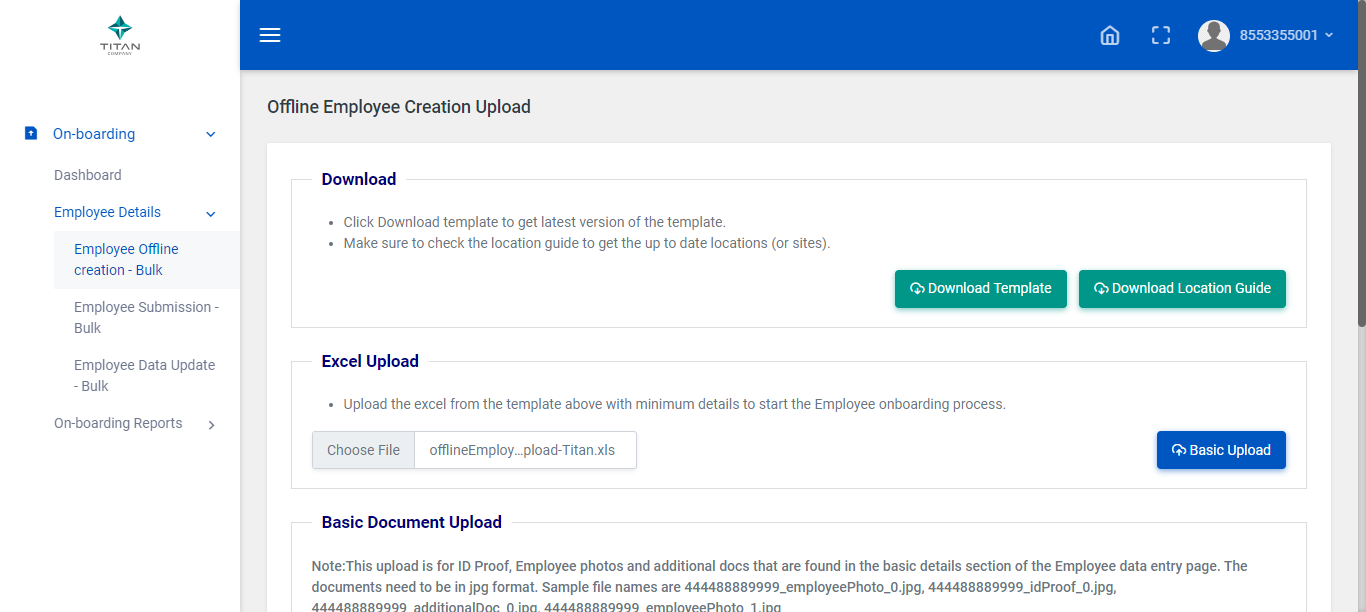 TITAN
COMPANY
8553355001
On-boarding
Dashboard
Employee Details
Employee Offline
creation - Bulk
Employee Submission -
Bulk
Employee Data Update
- Bulk
On-boarding Reports
Offline Employee Creation Upload
Download
Click Download template to get latest version of the template.
Make sure to check the location guide to get the up to date locations (or sites).
Download Template
Download Location Guide
Excel Upload
Upload the excel from the template above with minimum details to start the Employee onboarding process.
Choose File
offlineEmploy...pload-Titan.xls
Basic Upload
Basic Document Upload
Note:This upload is for ID Proof, Employee photos and additional docs that are found in the basic details section of the Employee data entry page. The
documents need to be in jpg format. Sample file names are 444488889999_employeePhoto_0.jpg, 444488889999_idProof_0.jpg,
444488889999_additionalDoc_0.jpg, 444488889999_employeePhoto_1.jpg